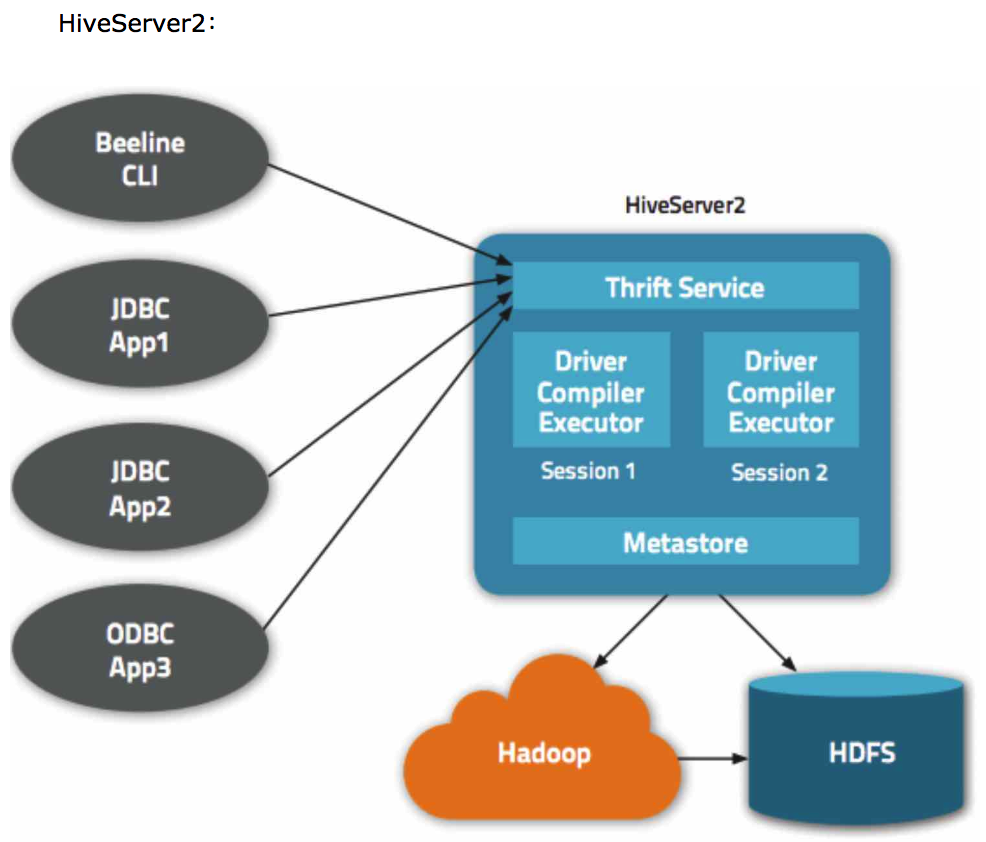 HiveServer2：
Beeline
CLI
JDBC
App1
JDBC
App2
ODBC
App3
HiveServer2
Thrift Service
Driver
Compiler
Executor
Session 1
Driver
Compiler
Executor
Session 2
Metastore
Hadoop
HDFS